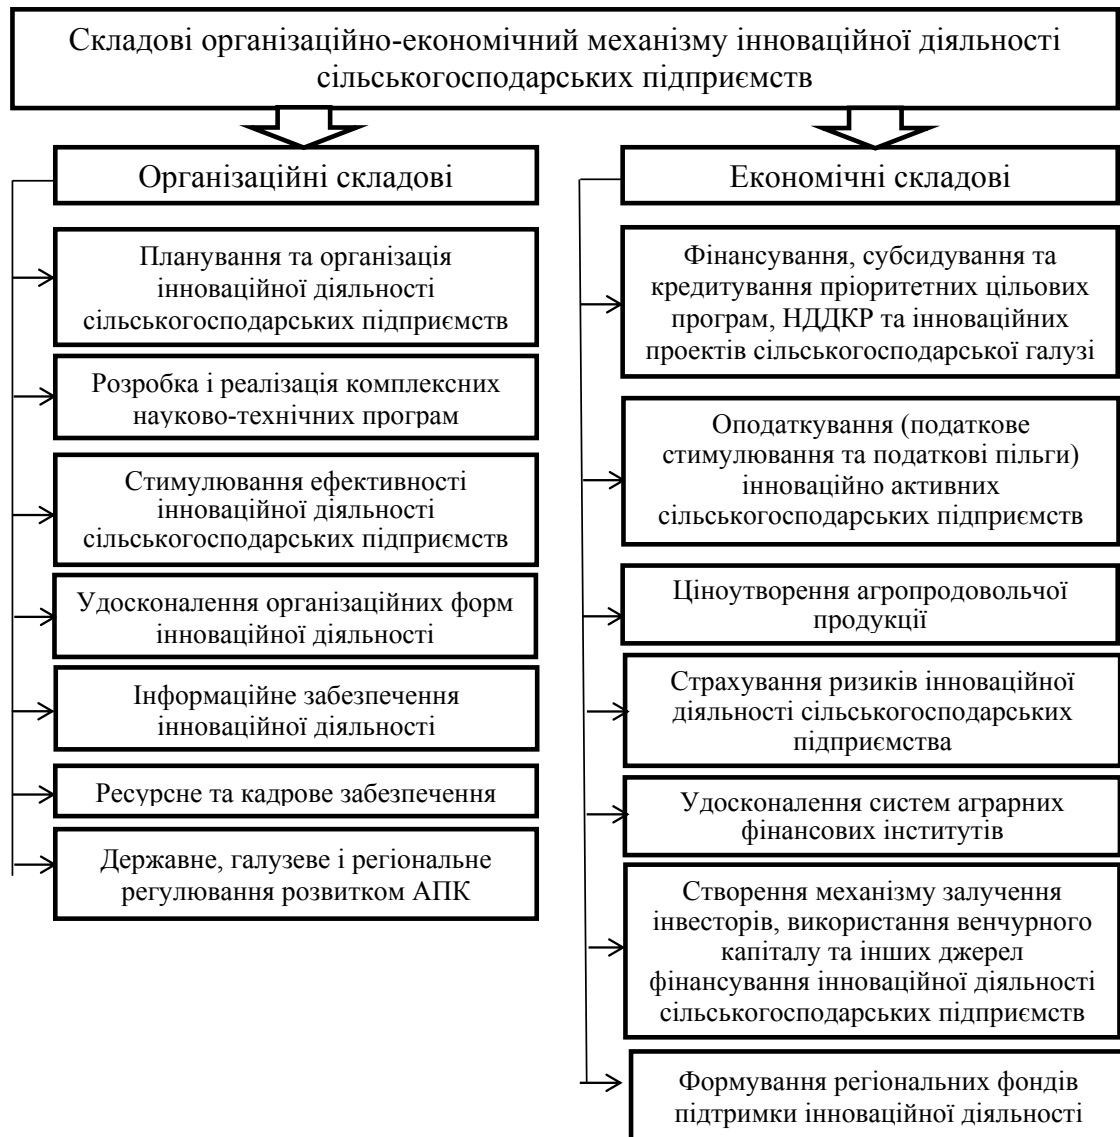 Складові організаційно-економічний механізму інноваційної діяльності
сільськогосподарських підприємств
Організаційні складові
Планування та організація
інноваційної діяльності
сільськогосподарських підприємств
Розробка і реалізація комплексних
науково-технічних програм
Стимулювання ефективності
інноваційної діяльності
сільськогосподарських підприємств
Удосконалення організаційних форм
інноваційної діяльності
Інформаційне забезпечення
інноваційної діяльності
Ресурсне та кадрове забезпечення
Державне, галузеве і регіональне
регулювання розвитком АПК
Економічні складові
Фінансування, субсидування та
кредитування пріоритетних цільових
програм, НДДКР та інноваційних
проектів сільськогосподарської галузі
Оподаткування (податкове
стимулювання та податкові пільги)
інноваційно активних
сільськогосподарських підприємств
Ціноутворення агропродовольчої
продукції
Страхування ризиків інноваційної
діяльності сільськогосподарських
підприємства
Удосконалення систем аграрних
фінансових інститутів
Створення механізму залучення
інвесторів, використання венчурного
капіталу та інших джерел
фінансування інноваційної діяльності
сільськогосподарських підприємств
Формування регіональних фондів
підтримки інноваційної діяльності